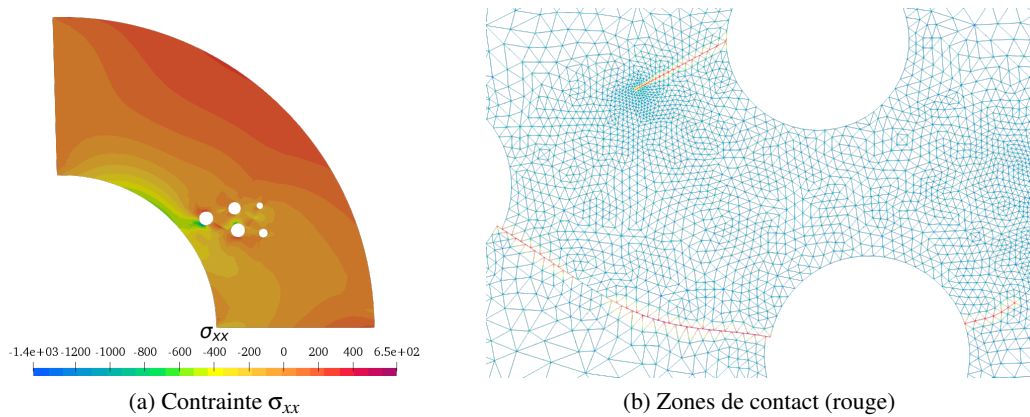 σxx
-1.4e+03 -1200 -1000 -800 -600 -400 -200 0 200 400 6.5e+02
(a) Contrainte σxx
(b) Zones de contact (rouge)